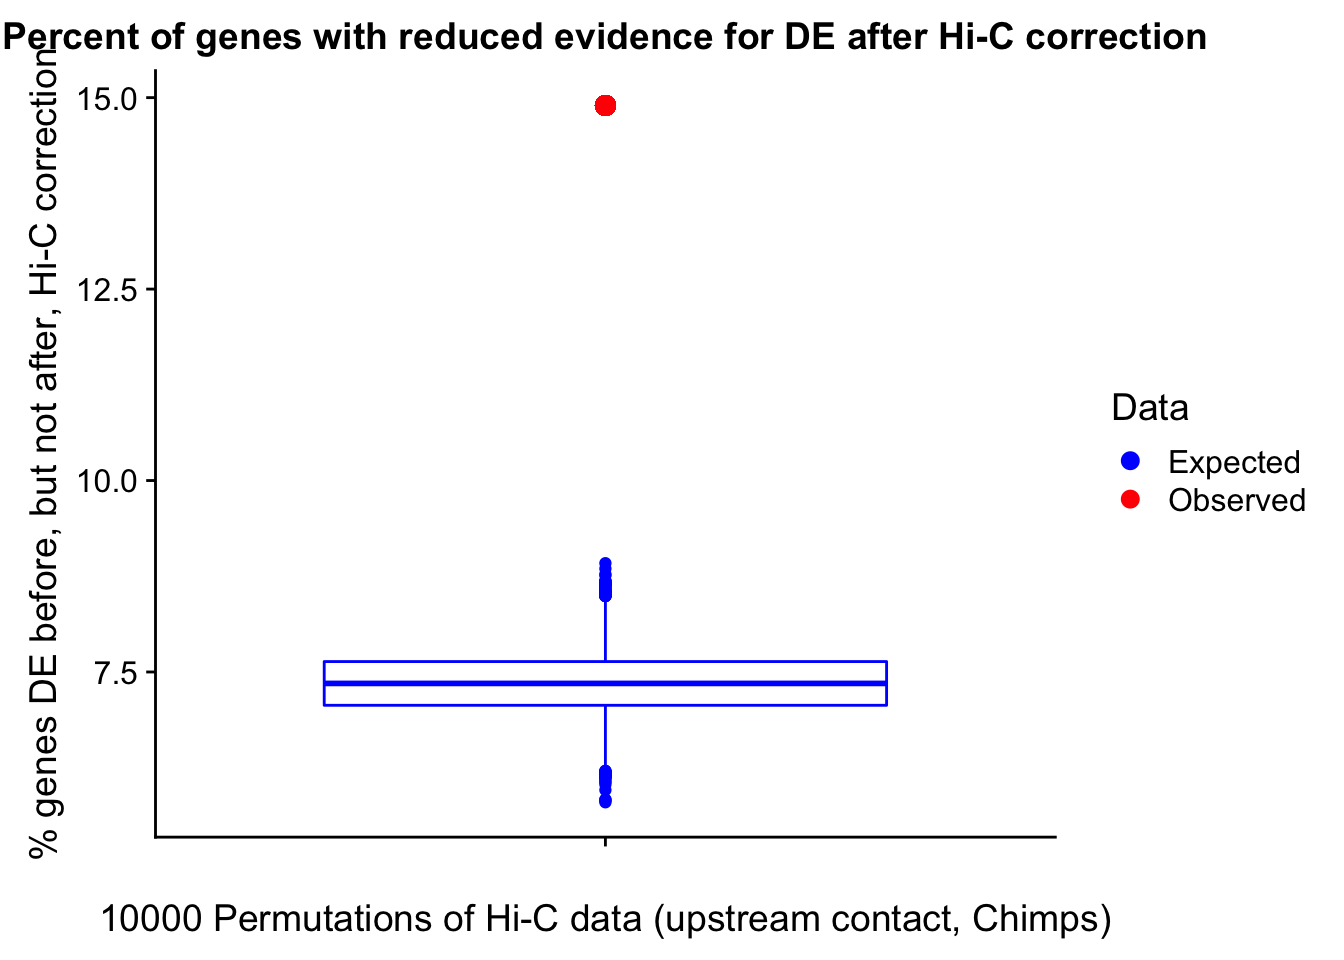 Percent of genes with reduced evidence for DE after Hi-C correction
% genes DE before, but not after, Hi-C correction
15.0
12.5
10.0
7.5
Data
Expected
Observed
10000 Permutations of Hi-C data (upstream contact, Chimps)